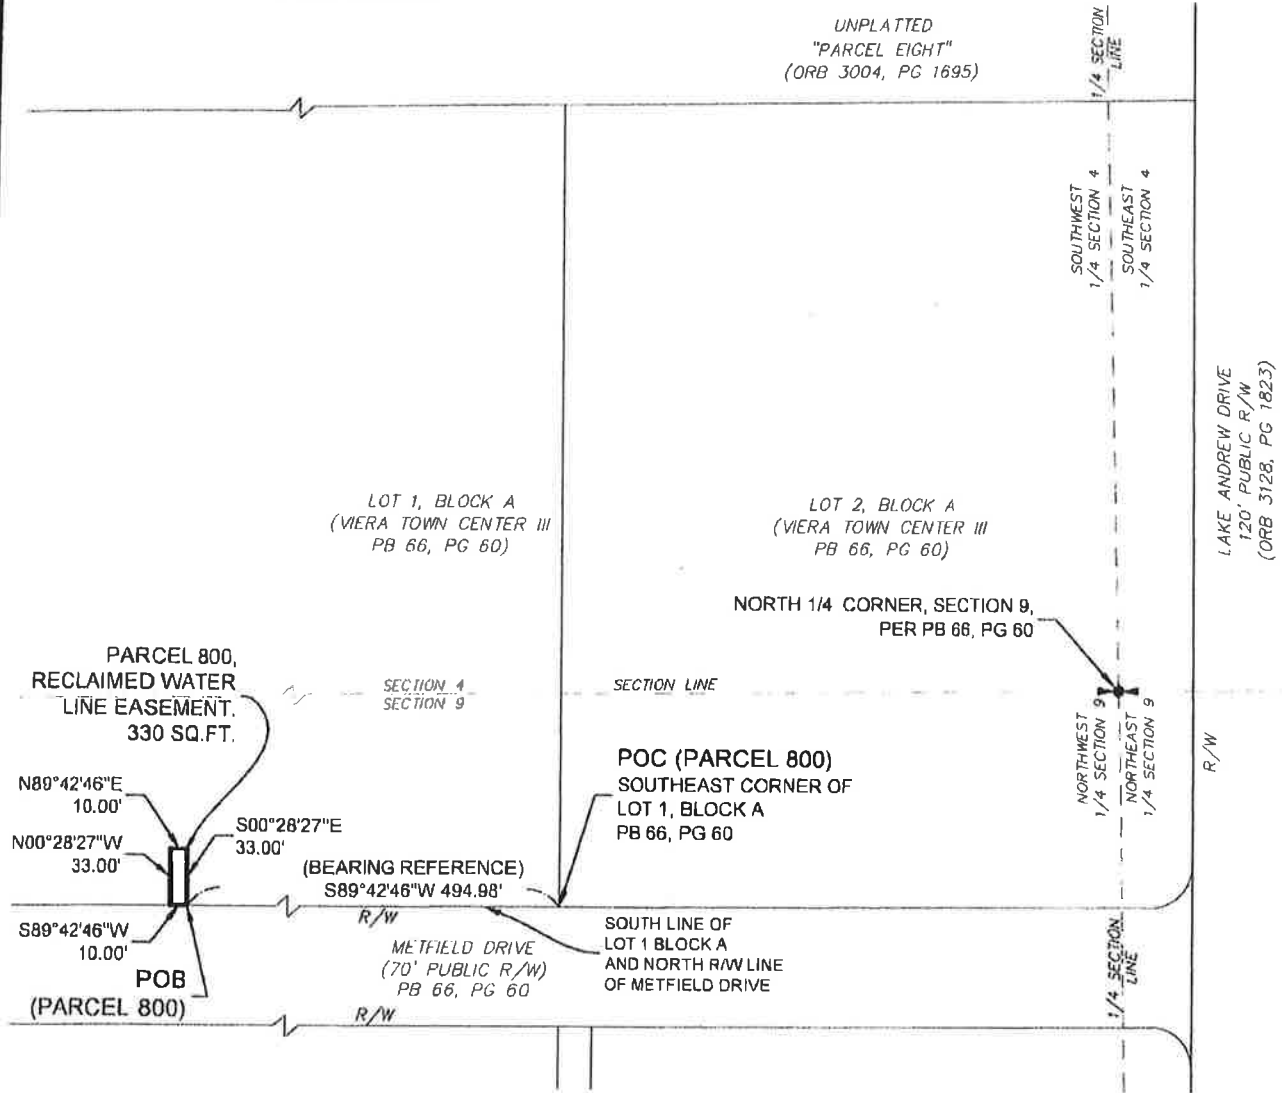 UNPLATTED
"PARCEL EIGHT"
(ORB 3004, PG 1695)
1/4 SECTION
LINE
SOUTHWEST
1/4 SECTION 4
SOUTHEAST
1/4 SECTION 4
LAKE ANDREW DRIVE
120' PUBLIC R/W
(ORB 3128, PG 1823)
LOT 1, BLOCK A
(VIERA TOWN CENTER III
PB 66, PG 60)
LOT 2, BLOCK A
(VIERA TOWN CENTER III
PB 66, PG 60)
NORTH 1/4 CORNER, SECTION 9,
PER PB 66, PG 60
PARCEL 800,
RECLAIMED WATER
LINE EASEMENT.
330 SQ.FT.
SECTION 4
SECTION 9
SECTION LINE
NORTHWEST
1/4 SECTION 9
NORTHEAST
1/4 SECTION 9
R/W
POC (PARCEL 800)
SOUTHEAST CORNER OF
LOT 1, BLOCK A
PB 66, PG 60
N89°42'46"E
10.00'
N00°28'27"W
33.00'
S00°28'27"E
33.00'
(BEARING REFERENCE)
S89°42'46"W 494.98'
R/W
S89°42'46"W
10.00'
POB
(PARCEL 800)
METFIELD DRIVE
(70' PUBLIC R/W)
PB 66, PG 60
SOUTH LINE OF
LOT 1 BLOCK A
AND NORTH R/W LINE
OF METFIELD DRIVE
R/W
1/4 SECTION
LINE